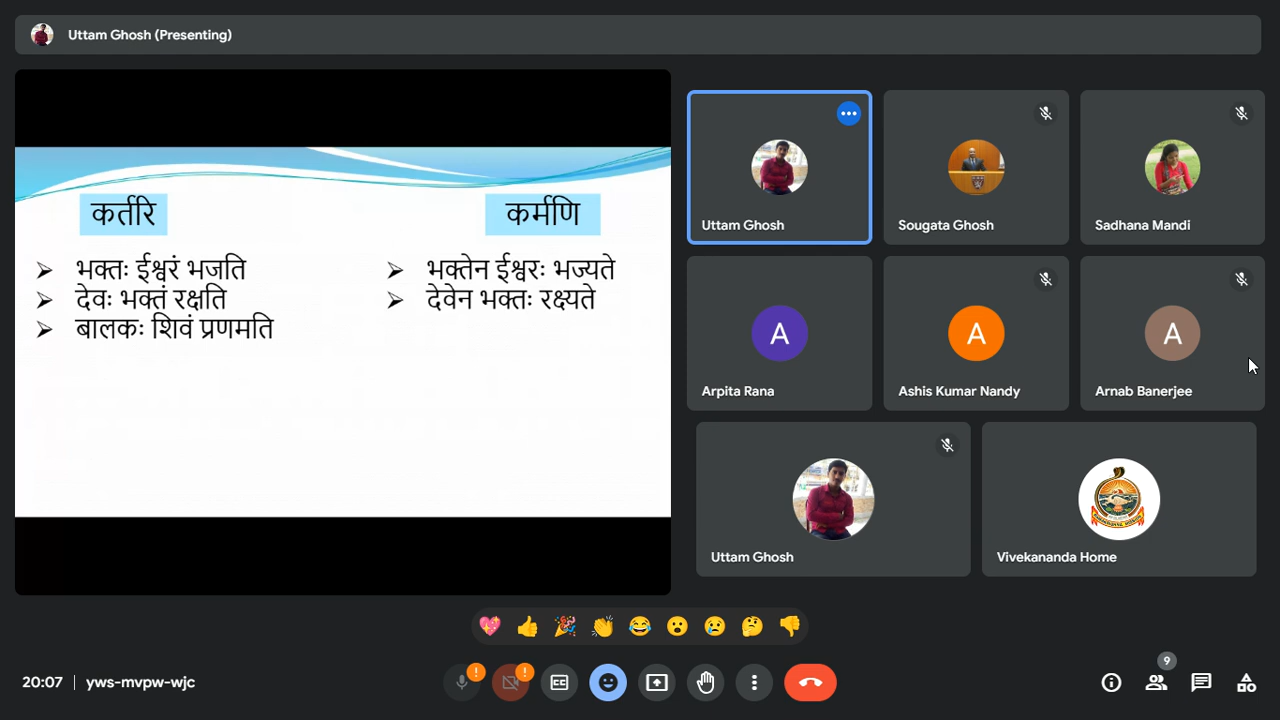 Uttam Ghosh (Presenting)
कर्तरि
कर्मणि
भक्तः ईश्वरं भजति
देवः भक्तं रक्षति
बालकः शिवं प्रणमति
भक्तेन ईश्वरः भज्यते
देवेन भक्तः रक्ष्यते
Uttam Ghosh
Sougata Ghosh
Sadhana Mandi
A
A
A
Arpita Rana
Ashis Kumar Nandy
Arnab Banerjee
Uttam Ghosh
Vivekananda Home
20:07 | yws-mvpw-wjc
9